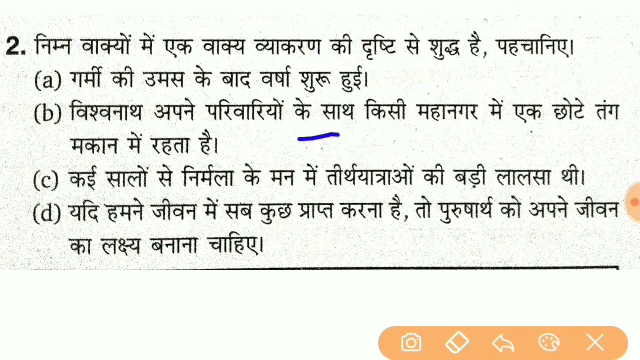 2. निम्न वाक्यों में एक वाक्य व्याकरण की दृष्टि से शुद्ध है, पहचानिए।
(a) गर्मी की उमस के बाद वर्षा शुरू हुई।
(b) विश्वनाथ अपने परिवारियों के साथ किसी महानगर में एक छोटे तंग
मकान में रहता है।
(c) कई सालों से निर्मला के मन में तीर्थयात्राओं की बड़ी लालसा थी।
(d) यदि हमने जीवन में सब कुछ प्राप्त करना है, तो पुरुषार्थ को अपने जीवन
का लक्ष्य बनाना चाहिए।